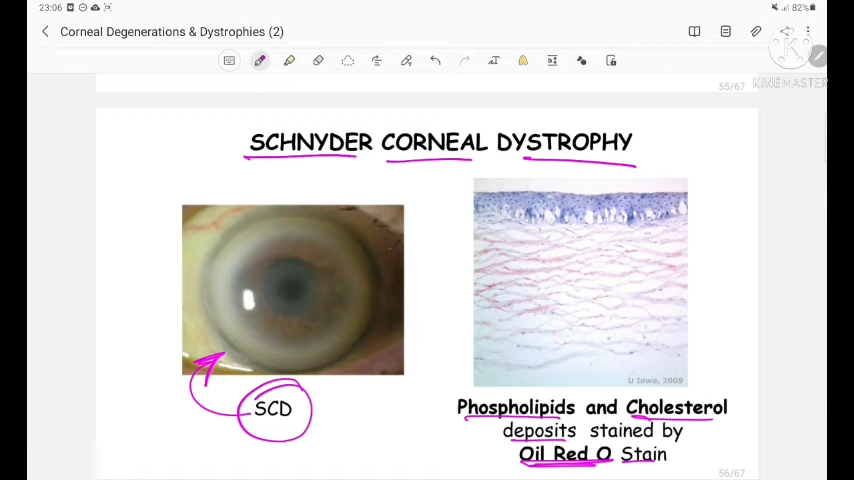 23:06
82%
Corneal Degenerations & Dystrophies (2)
K
KINEMASTER
55/67
SCHNYDER CORNEAL DYSTROPHY
U Iowa, 2009
SCD
Phospholipids and Cholesterol
deposits stained by
Oil Red O Stain
56/67